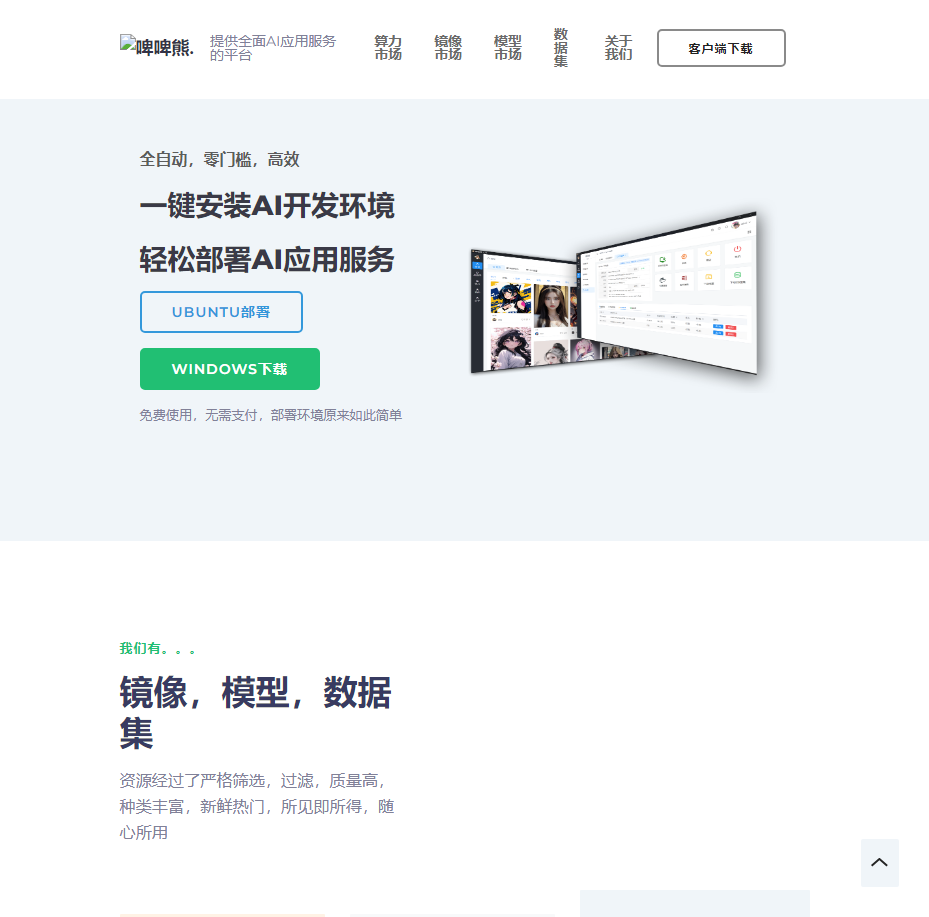 啤啤熊.
提供全面AI应用服务
的平台
算力
市场
镜像
市场
模型
市场
数
据
集
关于
我们
客户端下载
全自动，零门槛，高效
一键安装AI开发环境
轻松部署AI应用服务
UBUNTU部署
WINDOWS下载
免费使用，无需支付，部署环境原来如此简单
我们有。。。
镜像，模型，数据
集
资源经过了严格筛选，过滤，质量高，
种类丰富，新鲜热门，所见即所得，随
心所用